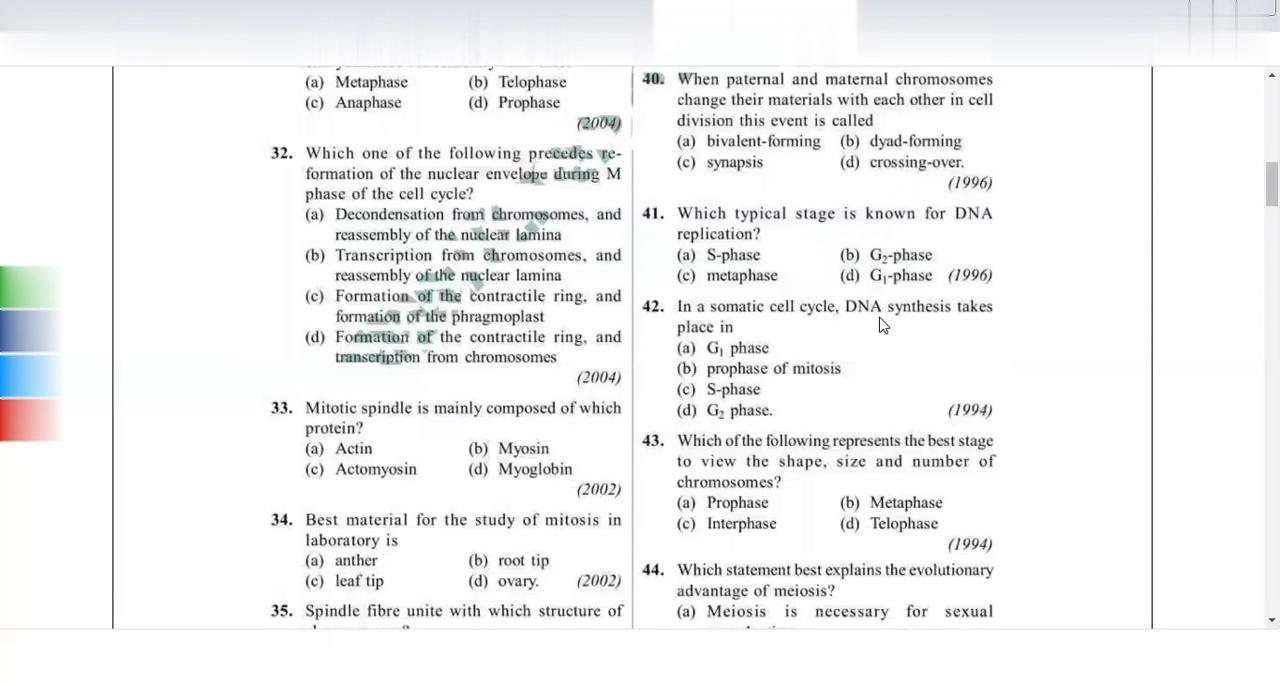 (a) Metaphase (b) Telophase
(c) Anaphase (d) Prophase
(2004)
32. Which one of the following precedes re-
formation of the nuclear envelope during M
phase of the cell cycle?
(a) Decondensation from chromosomes, and
reassembly of the nuclear lamina
(b) Transcription from chromosomes, and
reassembly of the nuclear lamina
(c) Formation of the contractile ring, and
formation of the phragmoplast
(d) Formation of the contractile ring, and
transcription from chromosomes
(2004)
33. Mitotic spindle is mainly composed of which
protein?
(a) Actin (b) Myosin
(c) Actomyosin (d) Myoglobin
(2002)
34. Best material for the study of mitosis in
laboratory is
(a) anther (b) root tip
(c) leaf tip (d) ovary. (2002)
35. Spindle fibre unite with which structure of
40. When paternal and maternal chromosomes
change their materials with each other in cell
division this event is called
(a) bivalent-forming (b) dyad-forming
(c) synapsis (d) crossing-over.
(1996)
41. Which typical stage is known for DNA
replication?
(a) S-phase (b) G₂-phase
(c) metaphase (d) G₁-phase (1996)
42. In a somatic cell cycle, DNA synthesis takes
place in
(a) G₁ phase
(b) prophase of mitosis
(c) S-phase
(d) G₂ phase. (1994)
43. Which of the following represents the best stage
to view the shape, size and number of
chromosomes?
(a) Prophase (b) Metaphase
(c) Interphase (d) Telophase
(1994)
44. Which statement best explains the evolutionary
advantage of meiosis?
(a) Meiosis is necessary for sexual